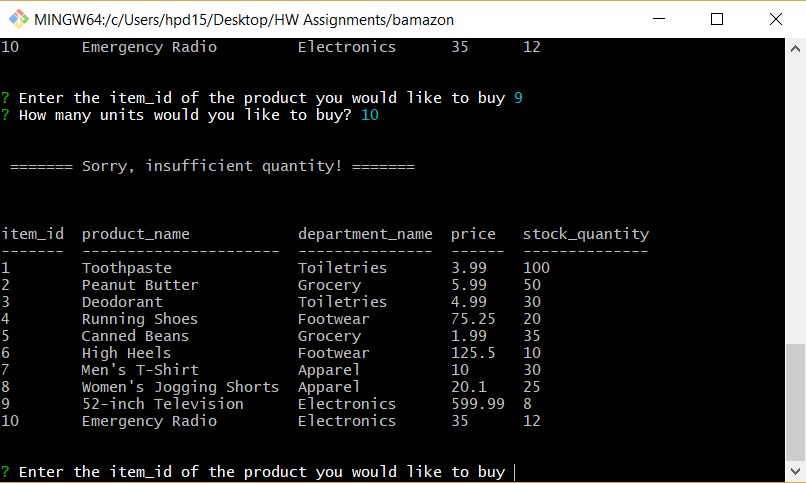 MINGW64:/c/Users/hpd15/Desktop/HW Assignments/bamazon
10 Emergency Radio Electronics 35 12
? Enter the item_id of the product you would like to buy 9
? How many units would you like to buy? 10
======= Sorry, insufficient quantity! =======
item_id product_name department_name price stock_quantity
------- ---------------------- --------------- ------ --------------
1 Toothpaste Toiletries 3.99 100
2 Peanut Butter Grocery 5.99 50
3 Deodorant Toiletries 4.99 30
4 Running Shoes Footwear 75.25 20
5 Canned Beans Grocery 1.99 35
6 High Heels Footwear 125.5 10
7 Men's T-Shirt Apparel 10 30
8 Women's Jogging Shorts Apparel 20.1 25
9 52-inch Television Electronics 599.99 8
10 Emergency Radio Electronics 35 12
? Enter the item_id of the product you would like to buy